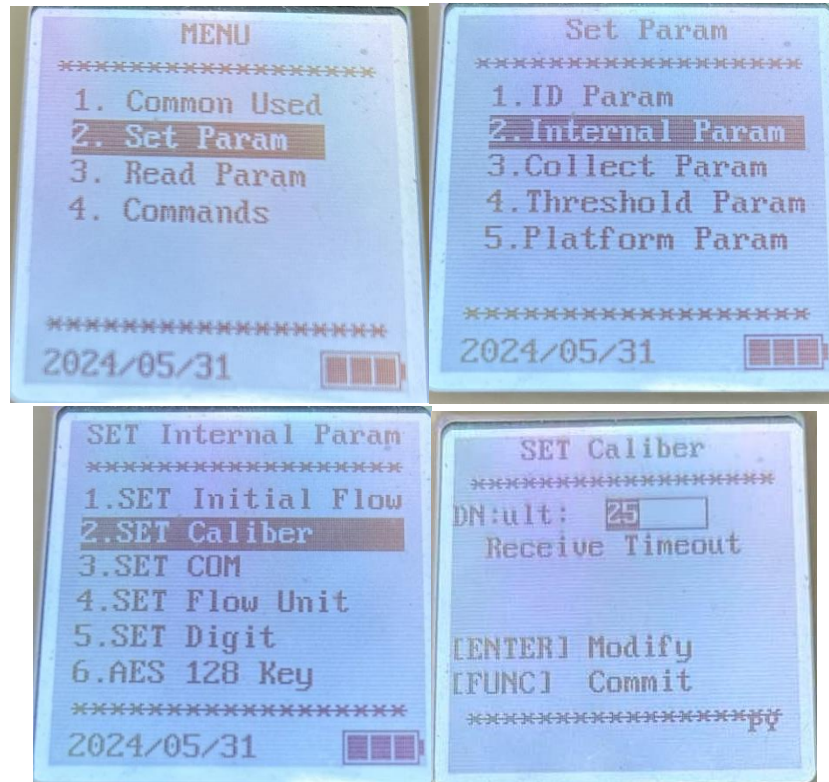 MENU
******************
1. Common Used
2. Set Param
3. Read Param
4. Commands
******************
2024/05/31
Set Param
******************
1.ID Param
2.Internal Param
3.Collect Param
4.Threshold Param
5.Platform Param
******************
2024/05/31
SET Internal Param
******************
1.SET Initial Flow
2.SET Caliber
3.SET COM
4.SET Flow Unit
5.SET Digit
6.AES 128 Key
******************
2024/05/31
SET Caliber
******************
DN:ult: 25
Receive Timeout
[ENTER] Modify
[FUNC] Commit
******************PY